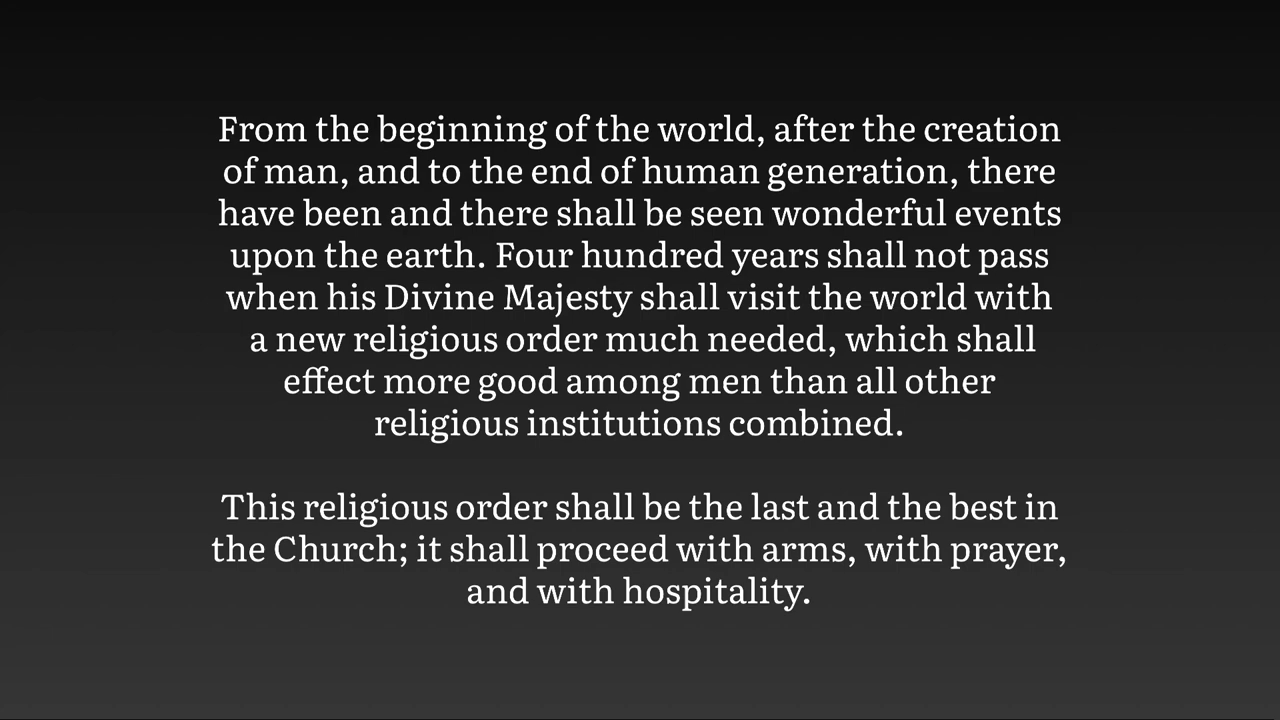 From the beginning of the world, after the creation
of man, and to the end of human generation, there
have been and there shall be seen wonderful events
upon the earth. Four hundred years shall not pass
when his Divine Majesty shall visit the world with
a new religious order much needed, which shall
effect more good among men than all other
religious institutions combined.
This religious order shall be the last and the best in
the Church; it shall proceed with arms, with prayer,
and with hospitality.